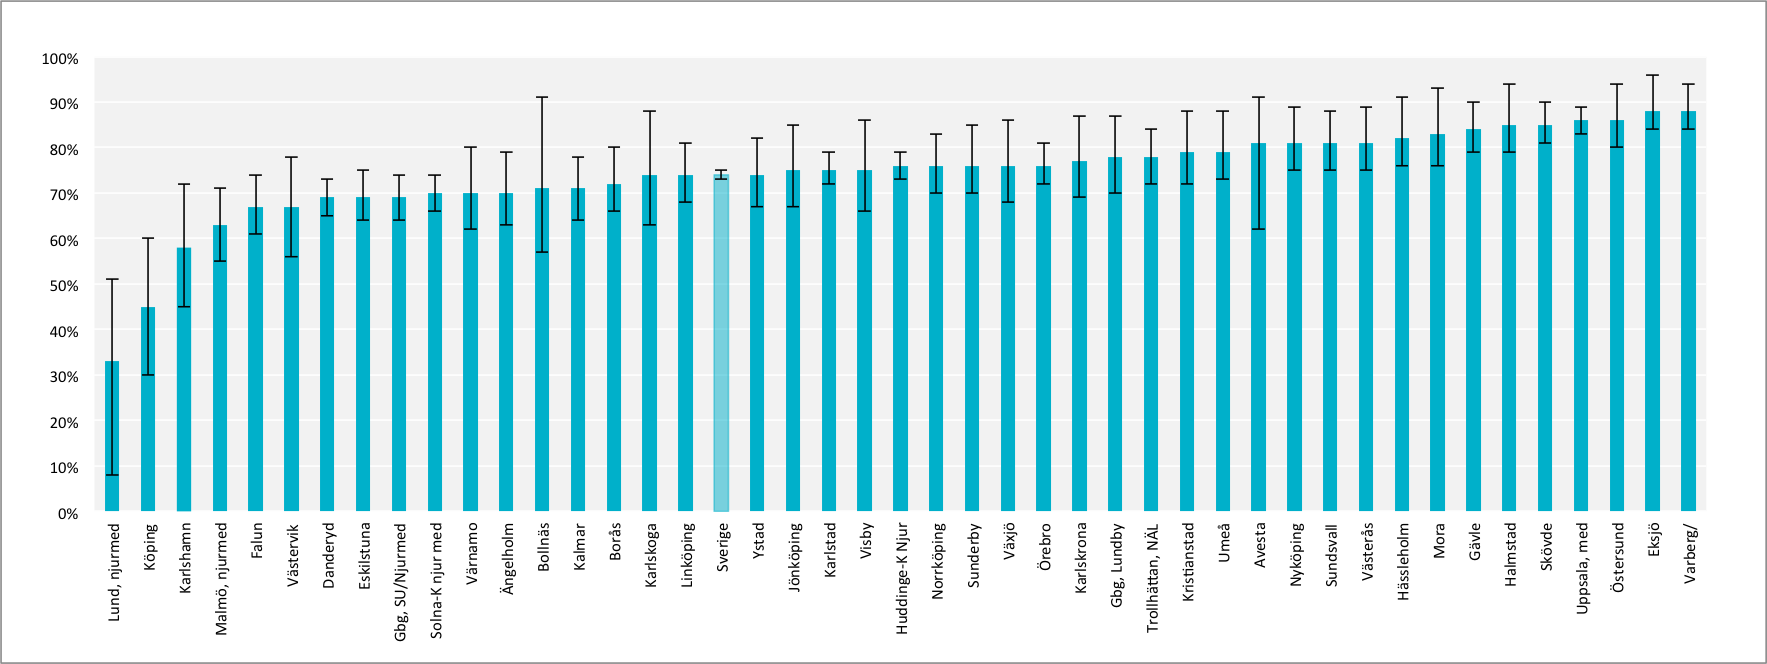 100%
90%
80%
70%
60%
50%
40%
30%
20%
10%
0%
Lund, njurmed
Köping
Karlshamn
Malmö, njurmed
Falun
Västervik
Danderyd
Eskilstuna
Gbg, SU/Njurmed
Solna-K njur med
Värnamo
Ängelholm
Bollnäs
Kalmar
Borås
Karlskoga
Linköping
Sverige
Ystad
Jönköping
Karlstad
Visby
Huddinge-K Njur
Norrköping
Sunderby
Växjö
Örebro
Karlskrona
Gbg, Lundby
Trollhättan, NÄL
Kristianstad
Umeå
Avesta
Nyköping
Sundsvall
Västerås
Hässleholm
Mora
Gävle
Halmstad
Skövde
Uppsala, med
Östersund
Eksjö
Varberg/